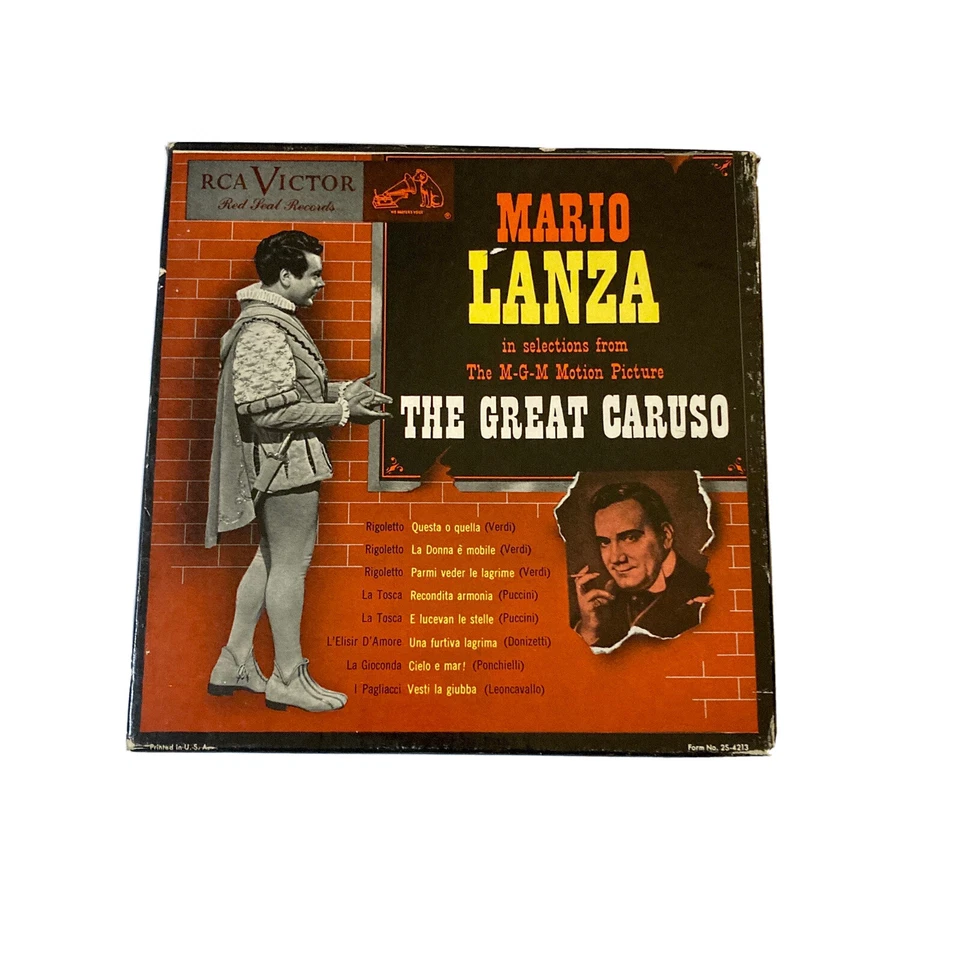 RCA VICTOR
Red Seal Records
"HIS MASTER'S VOICE"
®
MARIO
LANZA
in selections from
The M-G-M Motion Picture
THE GREAT CARUSO
Rigoletto Questa o quella (Verdi)
Rigoletto La Donna è mobile (Verdi)
Rigoletto Parmi veder le lagrime (Verdi)
La Tosca Recondita armonia (Puccini)
La Tosca E lucevan le stelle (Puccini)
L'Elisir D'Amore Una furtiva lagrima (Donizetti)
La Gioconda Cielo e mar! (Ponchielli)
I Pagliacci Vesti la giubba (Leoncavallo)
Printed in U. S. A.
Form No. 2S-4213